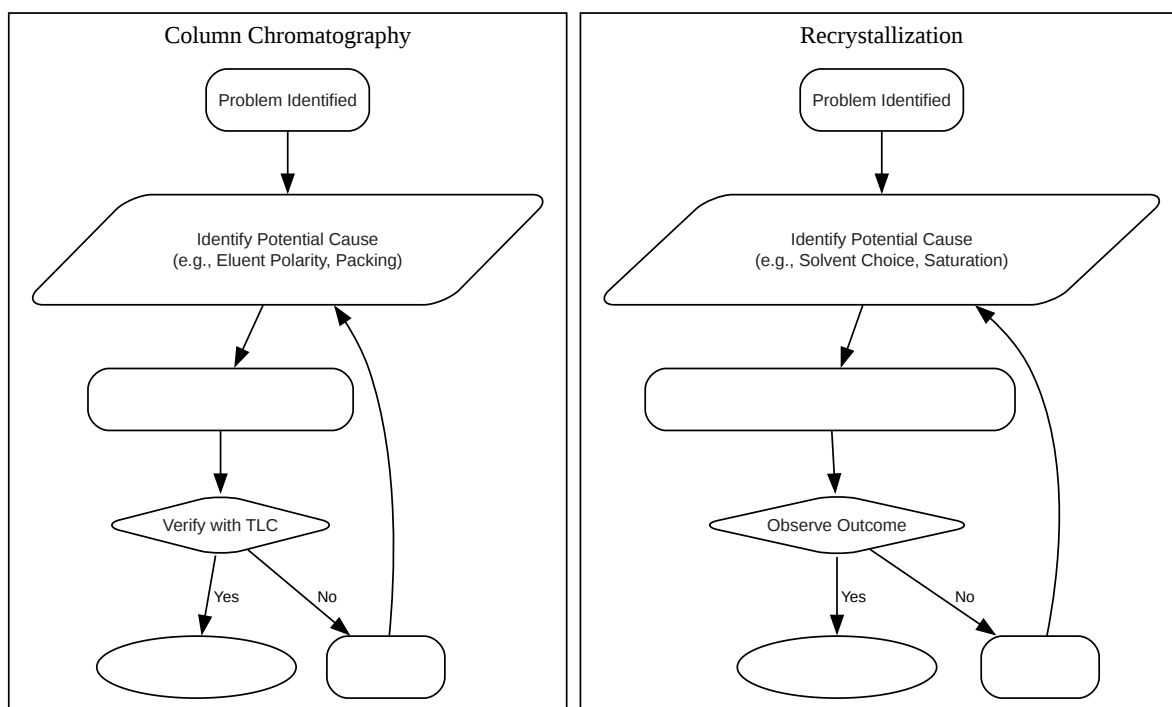 Column Chromatography
Problem Identified
Identify Potential Cause
(e.g., Eluent Polarity, Packing)
Verify with TLC
Yes
No
Recrystallization
Problem Identified
Identify Potential Cause
(e.g., Solvent Choice, Saturation)
Observe Outcome
Yes
No